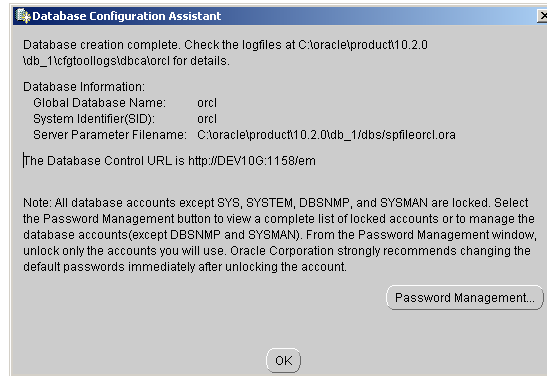 Database Configuration Assistant
Database creation complete. Check the logfiles at C:\oracle\product\10.2.0
\db_1\cfgtoollogs\dbca\orcl for details.
Database Information:
Global Database Name: orcl
System Identifier(SID): orcl
Server Parameter Filename: C:\oracle\product\10.2.0\db_1/dbs/spfileorcl.ora
The Database Control URL is http://DEV10G:1158/em
Note: All database accounts except SYS, SYSTEM, DBSNMP, and SYSMAN are locked. Select
the Password Management button to view a complete list of locked accounts or to manage the
database accounts(except DBSNMP and SYSMAN). From the Password Management window,
unlock only the accounts you will use. Oracle Corporation strongly recommends changing the
default passwords immediately after unlocking the account.
Password Management...
OK